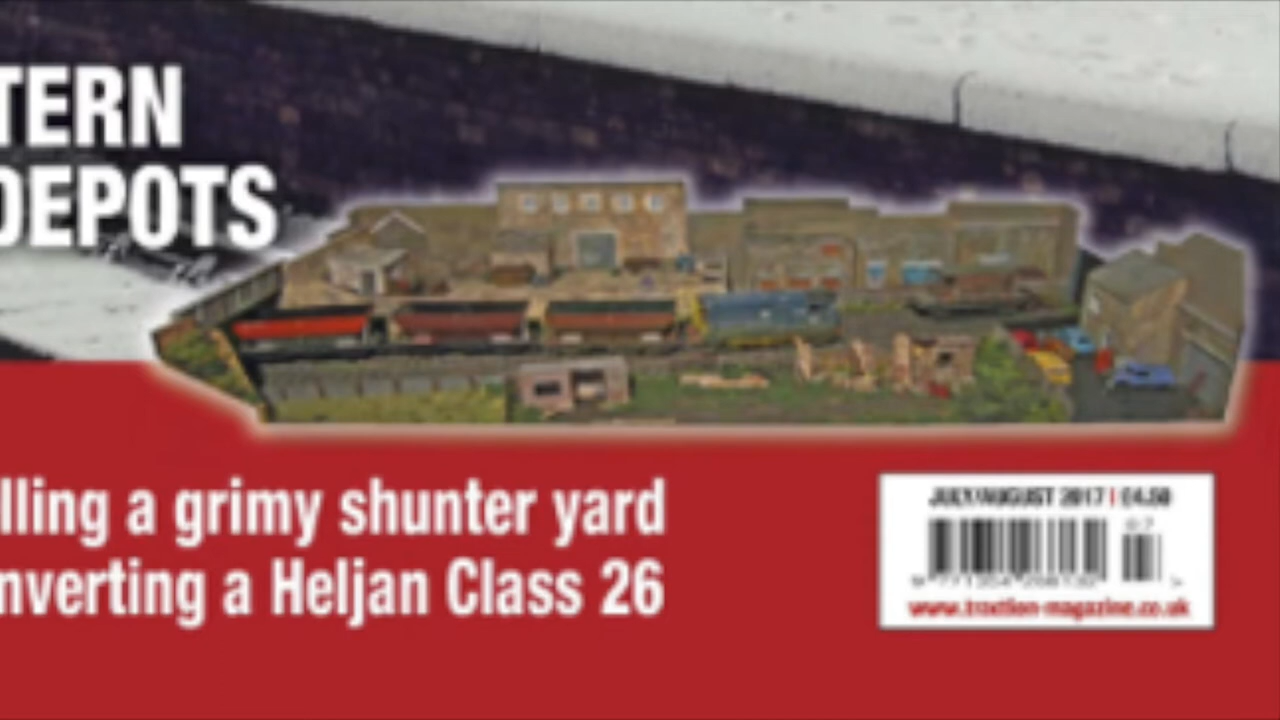 TERN
DEPOTS
lling a grimy shunter yard
nverting a Heljan Class 26
JULY/AUGUST 2017 | £4.50
07
www.traction-magazine.co.uk